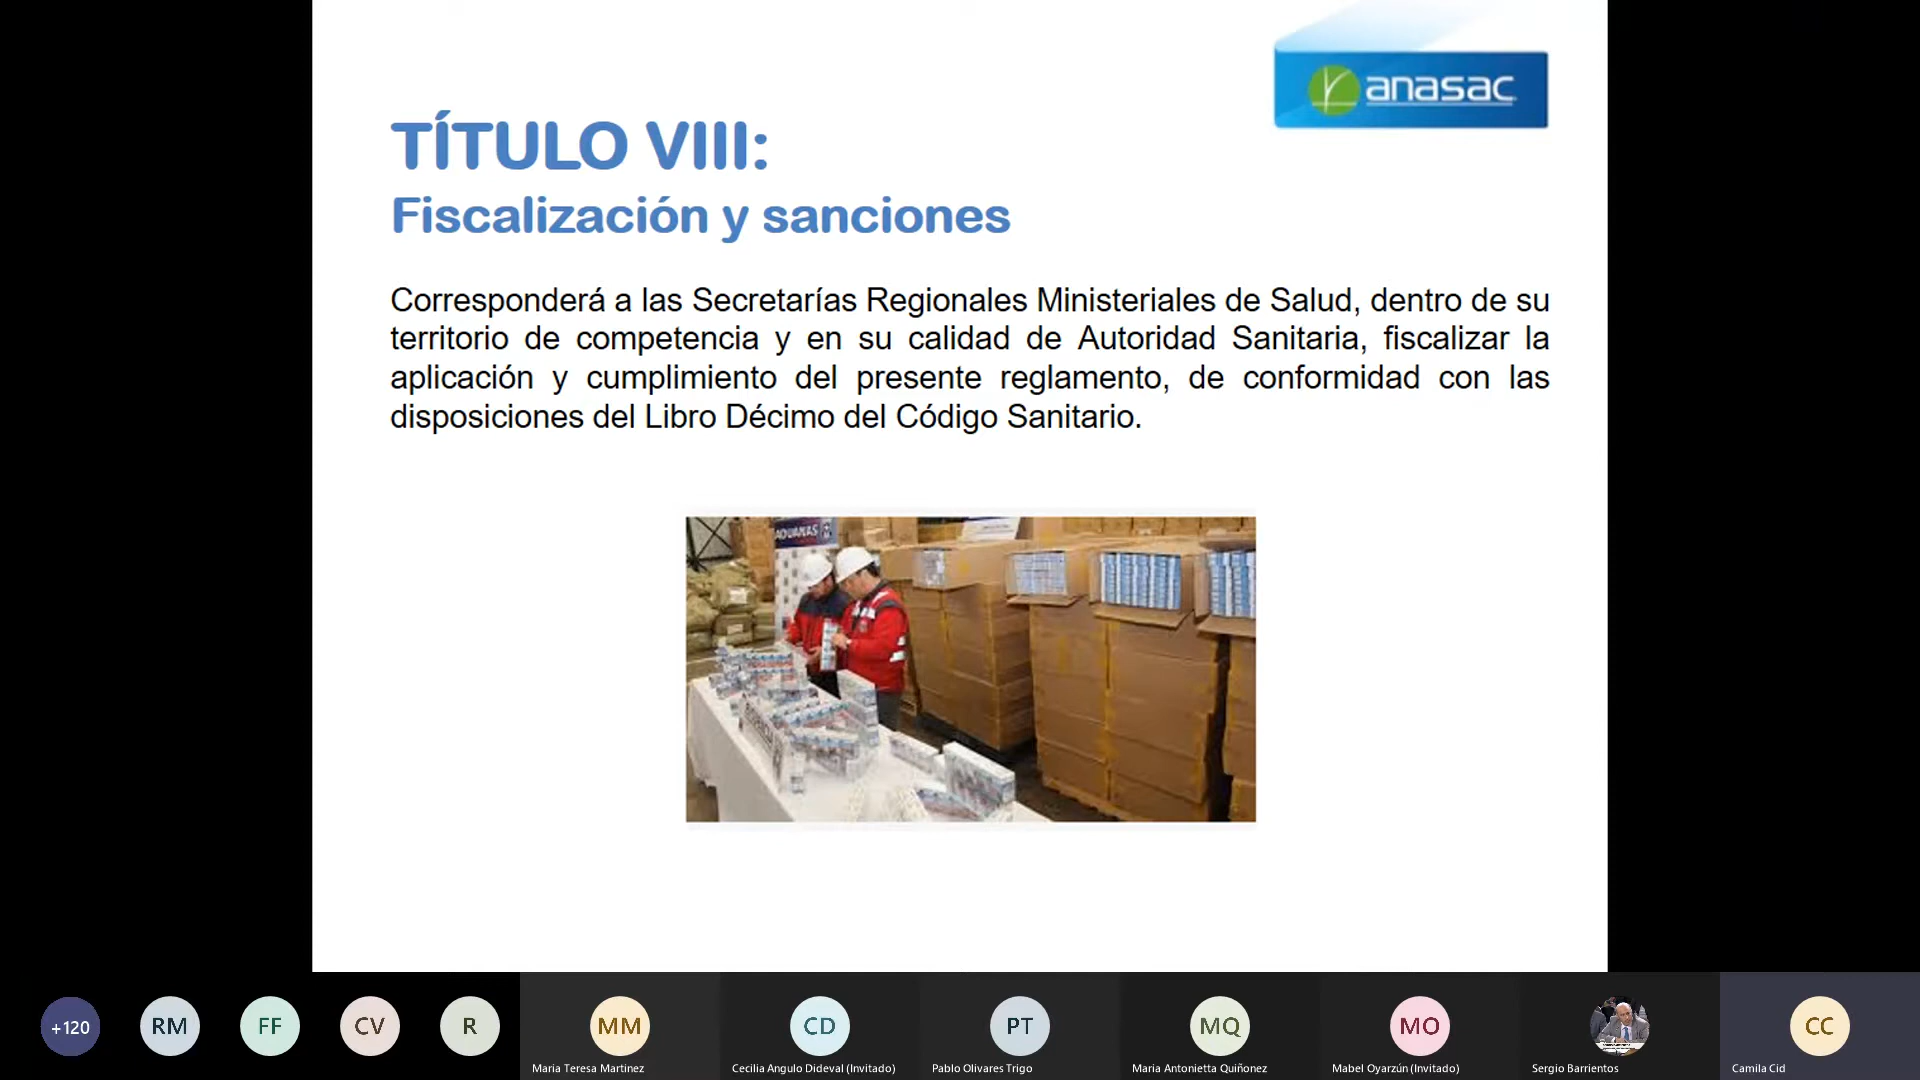 anasac
TÍTULO VIII:
Fiscalización y sanciones
Corresponderá a las Secretarías Regionales Ministeriales de Salud, dentro de su
territorio de competencia y en su calidad de Autoridad Sanitaria, fiscalizar la
aplicación y cumplimiento del presente reglamento, de conformidad con las
disposiciones del Libro Décimo del Código Sanitario.
ADUANAS
+120
RM
FF
CV
R
MM
CD
PT
MQ
MO
CC
Maria Teresa Martinez
Cecilia Angulo Dideval (Invitado)
Pablo Olivares Trigo
Maria Antonietta Quiñonez
Mabel Oyarzún (Invitado)
Sergio Barrientos
Camila Cid